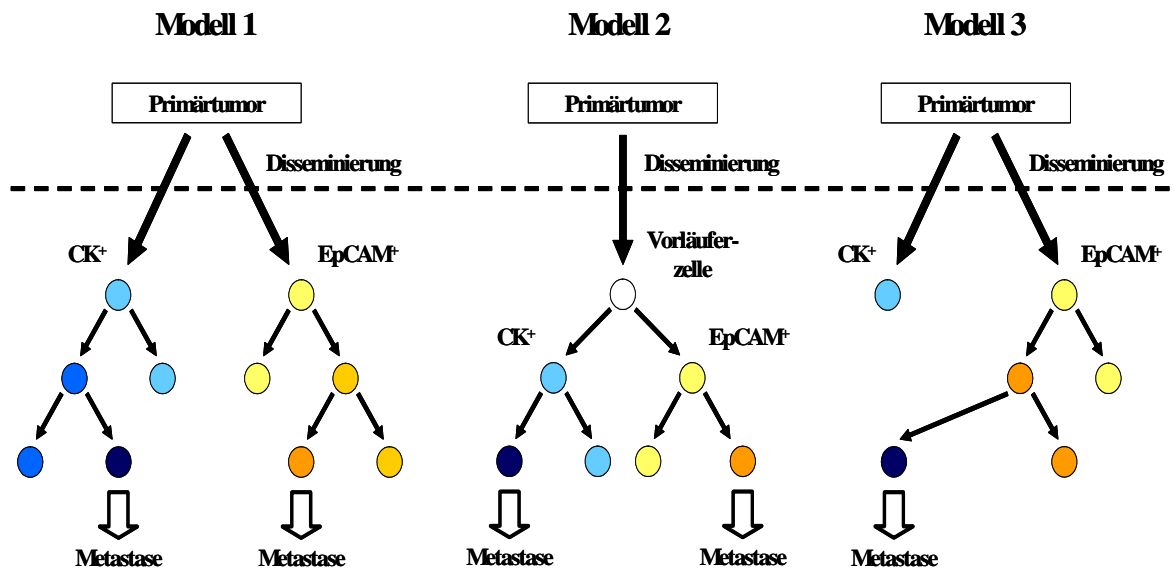 Modell 1
Modell 2
Modell 3
Primärtumor
Primärtumor
Primärtumor
Disseminierung
Disseminierung
Disseminierung
CK+
EpCAM+
Vorläufer-
zelle
CK+
EpCAM+
CK+
EpCAM+
Metastase
Metastase
Metastase
Metastase
Metastase